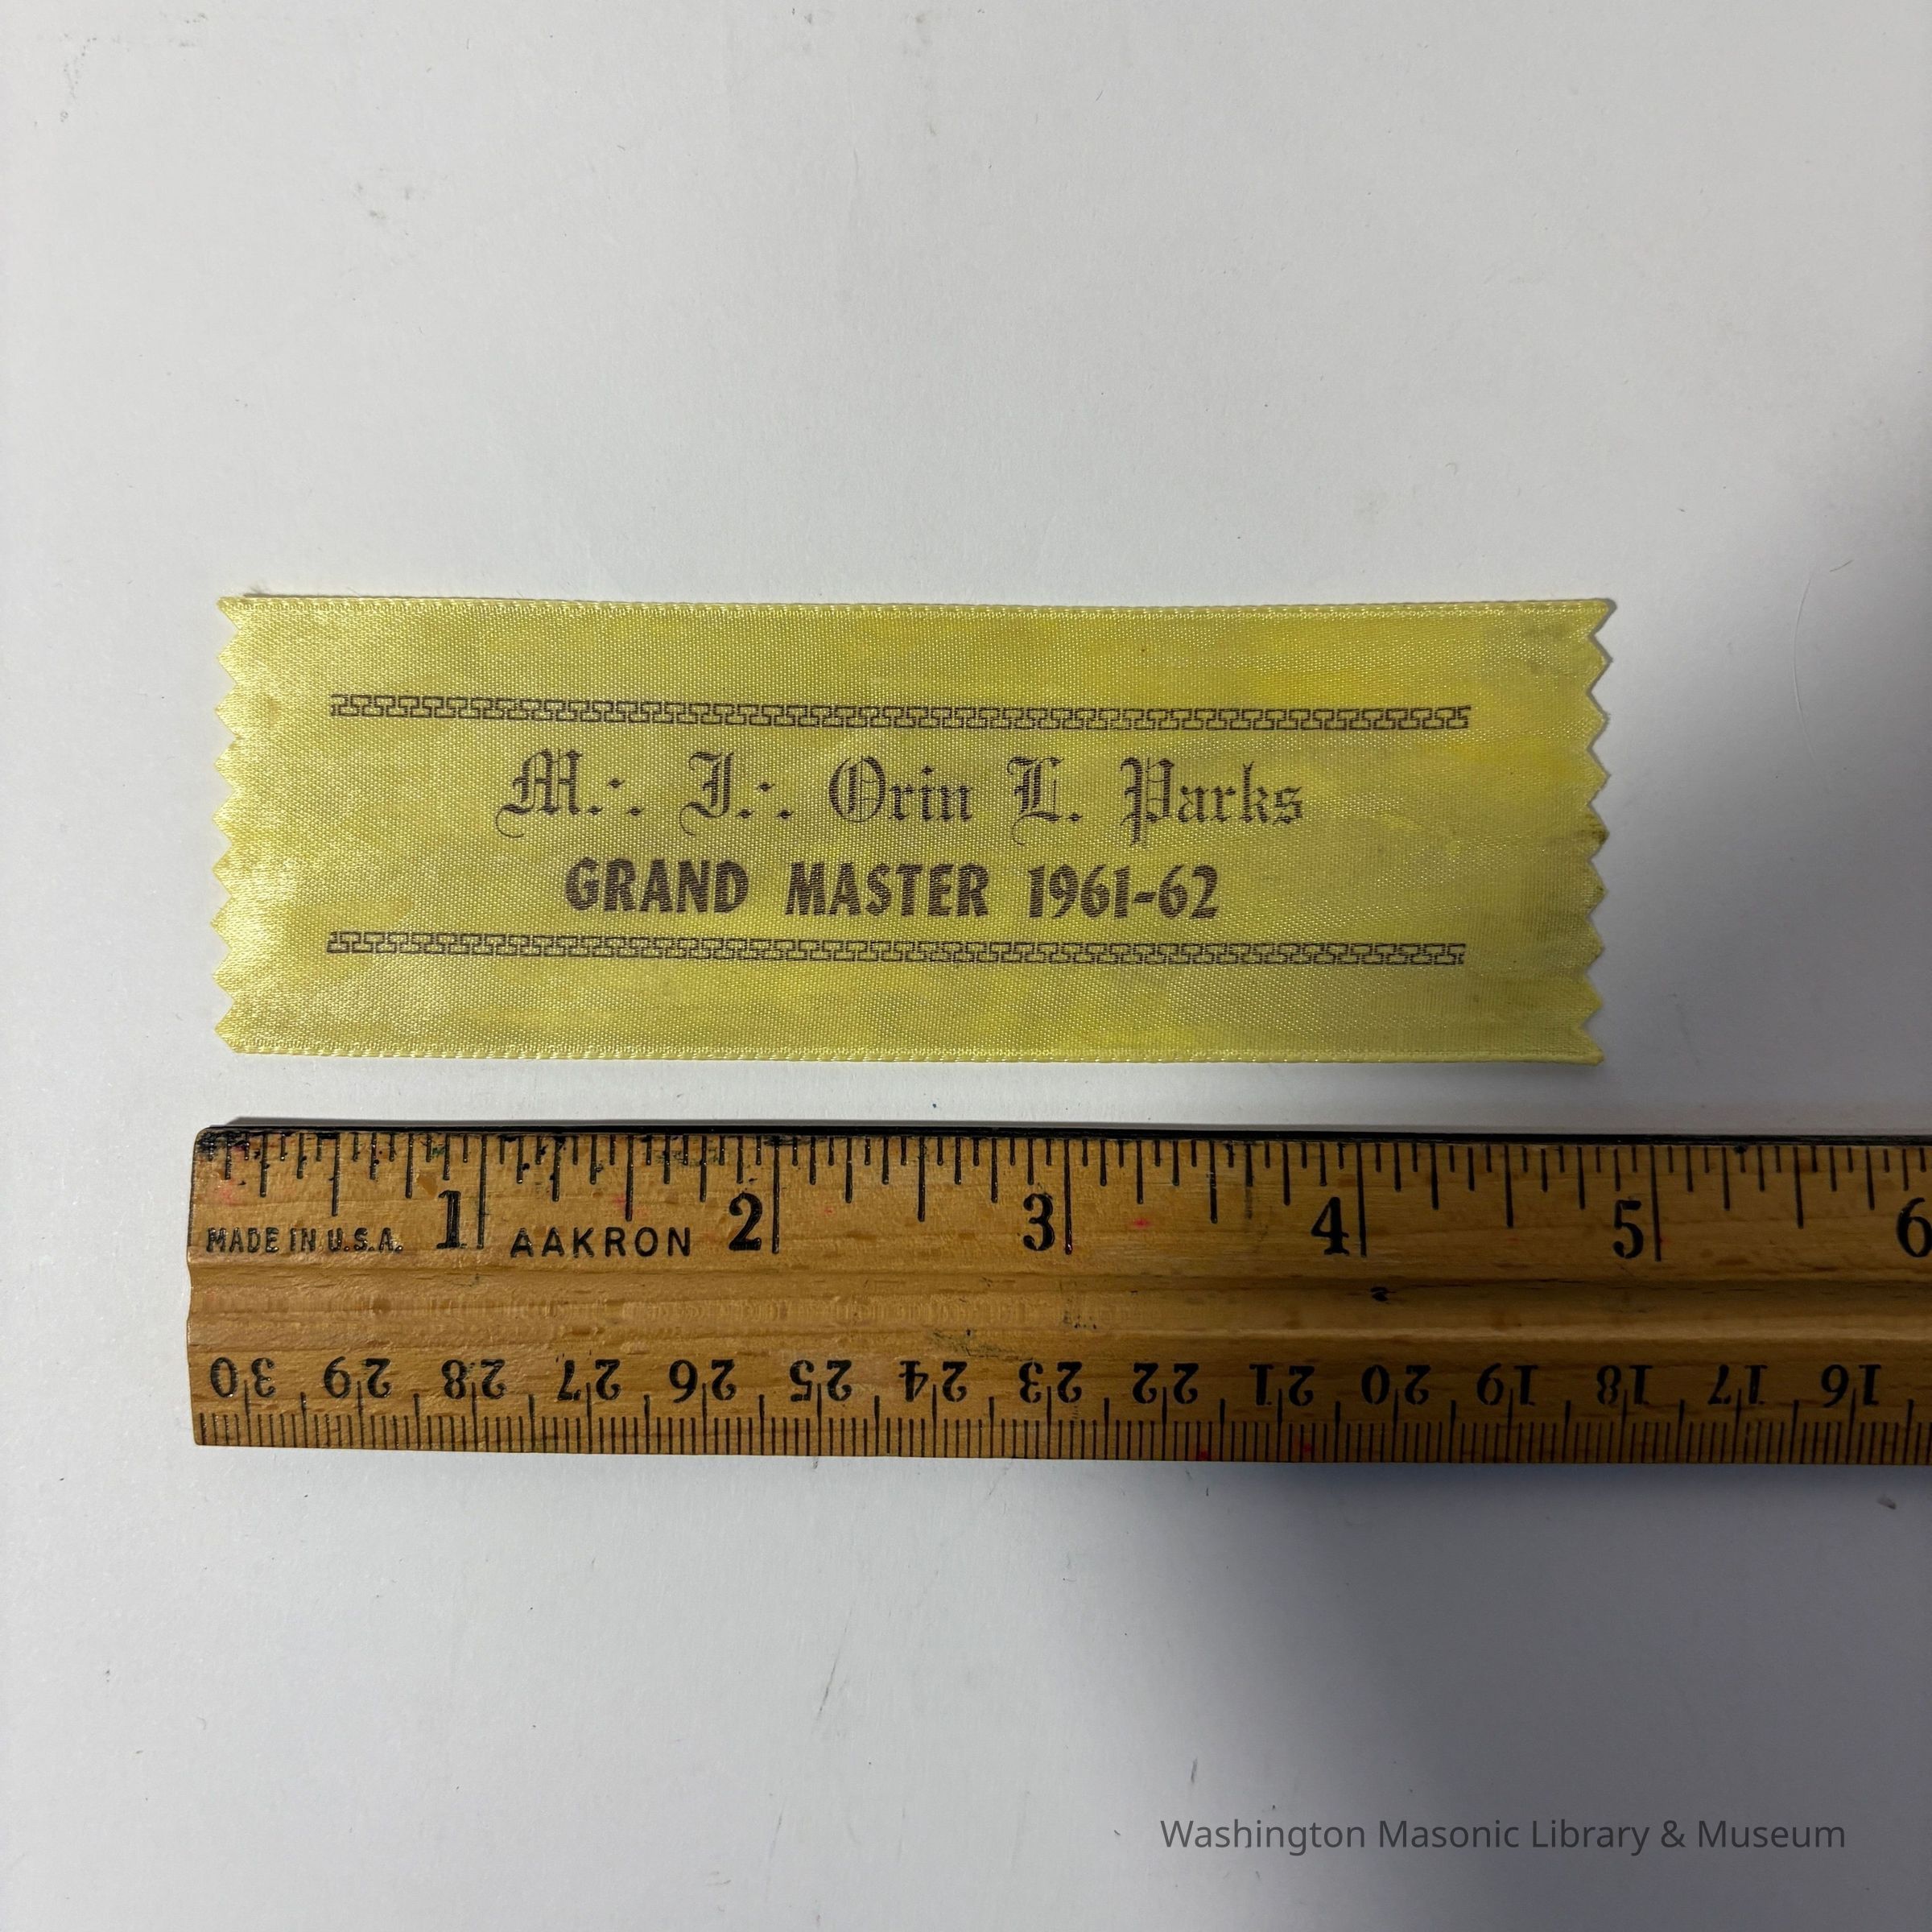 M.∴ I.∴ Orin L. Parks
GRAND MASTER 1961-62
1 2 3 4 5 6
MADE IN U.S.A. AAKRON
30 29 28 27 26 25 24 23 22 21 20 19 18 17 16
Washington Masonic Library & Museum